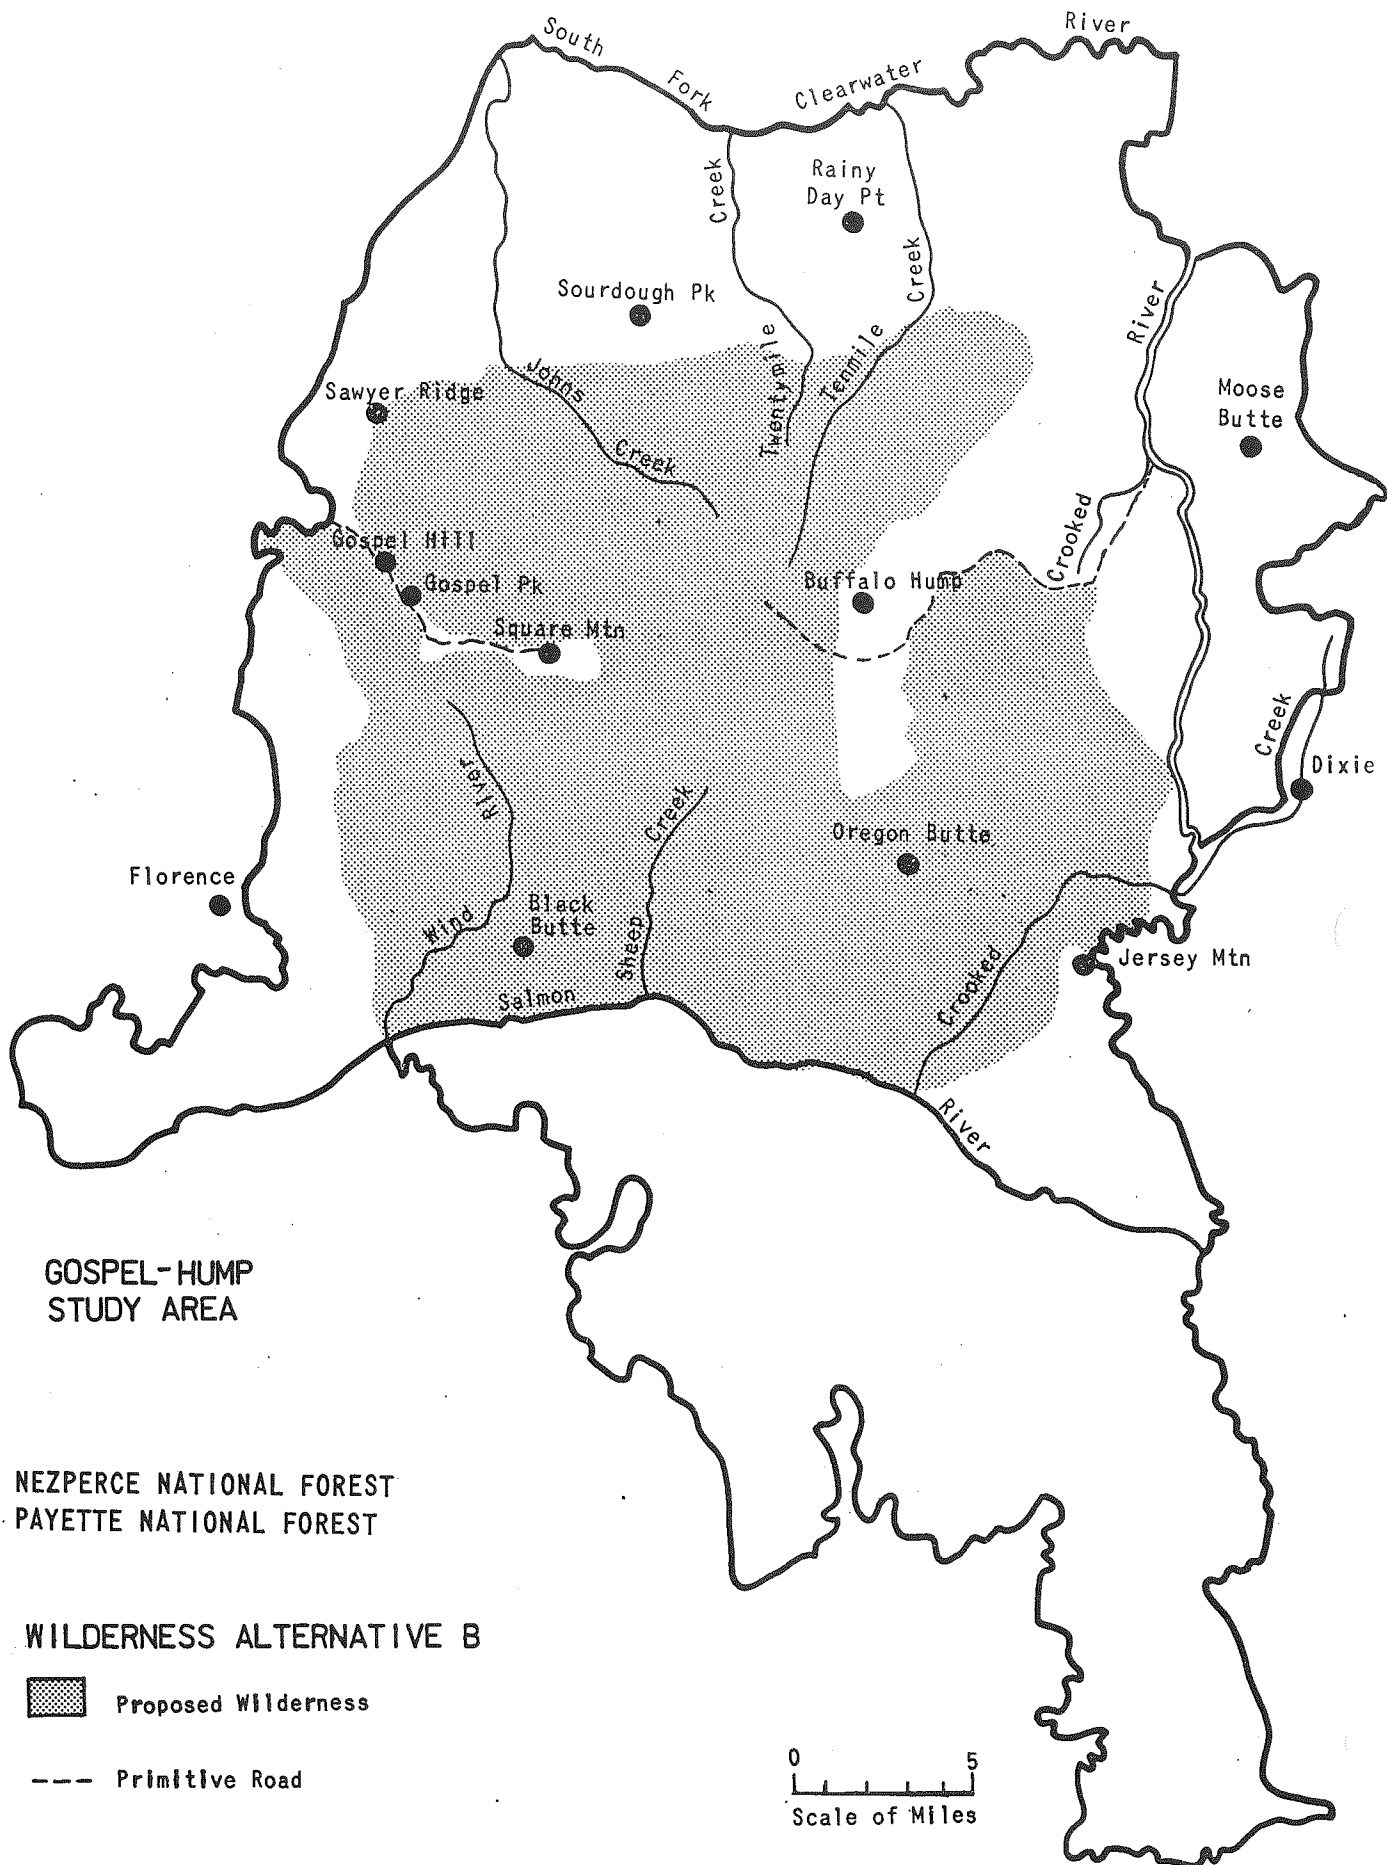 South Fork Clearwater River
Rainy
Day Pt
Creek
Creek
Sourdough Pk
River
Twentymile
Tenmile
Johns
Creek
Sawyer Ridge
Moose
Butte
Crooked
Gospel Hill
Gospel Pk
Buffalo Hump
Square Mtn
River
Creek
Creek
Dixie
Oregon Butte
Florence
Black
Butte
Wind
Sheep
Jersey Mtn
Crooked
Salmon
River
GOSPEL-HUMP
STUDY AREA
NEZPERCE NATIONAL FOREST
PAYETTE NATIONAL FOREST
WILDERNESS ALTERNATIVE B
Proposed Wilderness
Primitive Road
0 5
Scale of Miles